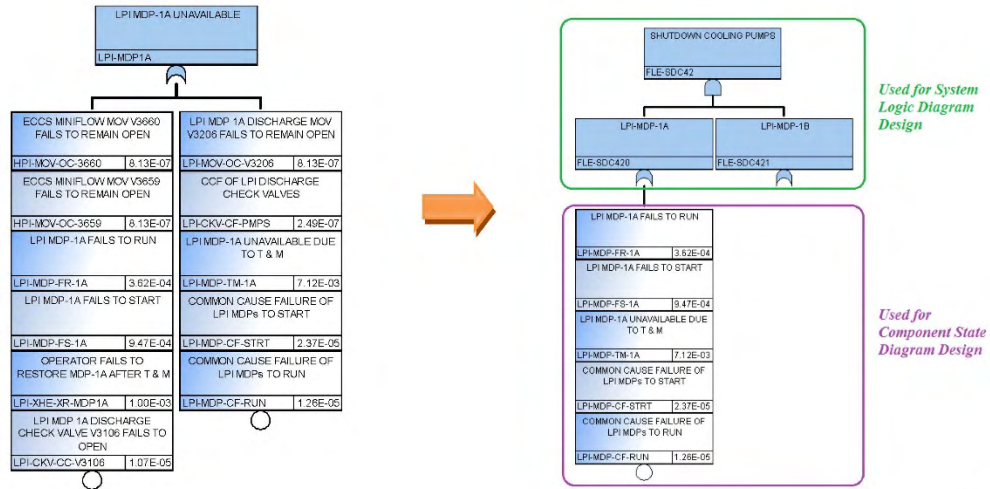 LPI MDP-1A UNAVAILABLE
LPI-MDP1A
ECCS MINIFLOW MOV V3660
FAILS TO REMAIN OPEN
HPI-MOV-OC-3660 8.13E-07
ECCS MINIFLOW MOV V3659
FAILS TO REMAIN OPEN
HPI-MOV-OC-3659 8.13E-07
LPI MDP-1A FAILS TO RUN
LPI-MDP-FR-1A 3.62E-04
LPI MDP-1A FAILS TO START
LPI-MDP-FS-1A 9.47E-04
OPERATOR FAILS TO
RESTORE MDP-1A AFTER T & M
LPI-XHE-XR-MDP1A 1.00E-03
LPI MDP 1A DISCHARGE
CHECK VALVE V3106 FAILS TO
OPEN
LPI-CKV-CC-V3106 1.07E-05
LPI MDP 1A DISCHARGE MOV
V3206 FAILS TO REMAIN OPEN
LPI-MOV-OC-V3206 8.13E-07
CCF OF LPI DISCHARGE
CHECK VALVES
LPI-CKV-CF-PMPS 2.49E-07
LPI MDP-1A UNAVAILABLE DUE
TO T & M
LPI-MDP-TM-1A 7.12E-03
COMMON CAUSE FAILURE OF
LPI MDPs TO START
LPI-MDP-CF-STRT 2.37E-05
COMMON CAUSE FAILURE OF
LPI MDPs TO RUN
LPI-MDP-CF-RUN 1.26E-05
SHUTDOWN COOLING PUMPS
FLE-SDC42
LPI-MDP-1A
FLE-SDC420
LPI-MDP-1B
FLE-SDC421
Used for System
Logic Diagram
Design
LPI MDP-1A FAILS TO RUN
LPI-MDP-FR-1A 3.62E-04
LPI MDP-1A FAILS TO START
LPI-MDP-FS-1A 9.47E-04
LPI MDP-1A UNAVAILABLE DUE
TO T & M
LPI-MDP-TM-1A 7.12E-03
COMMON CAUSE FAILURE OF
LPI MDPs TO START
LPI-MDP-CF-STRT 2.37E-05
COMMON CAUSE FAILURE OF
LPI MDPs TO RUN
LPI-MDP-CF-RUN 1.26E-05
Used for
Component State
Diagram Design